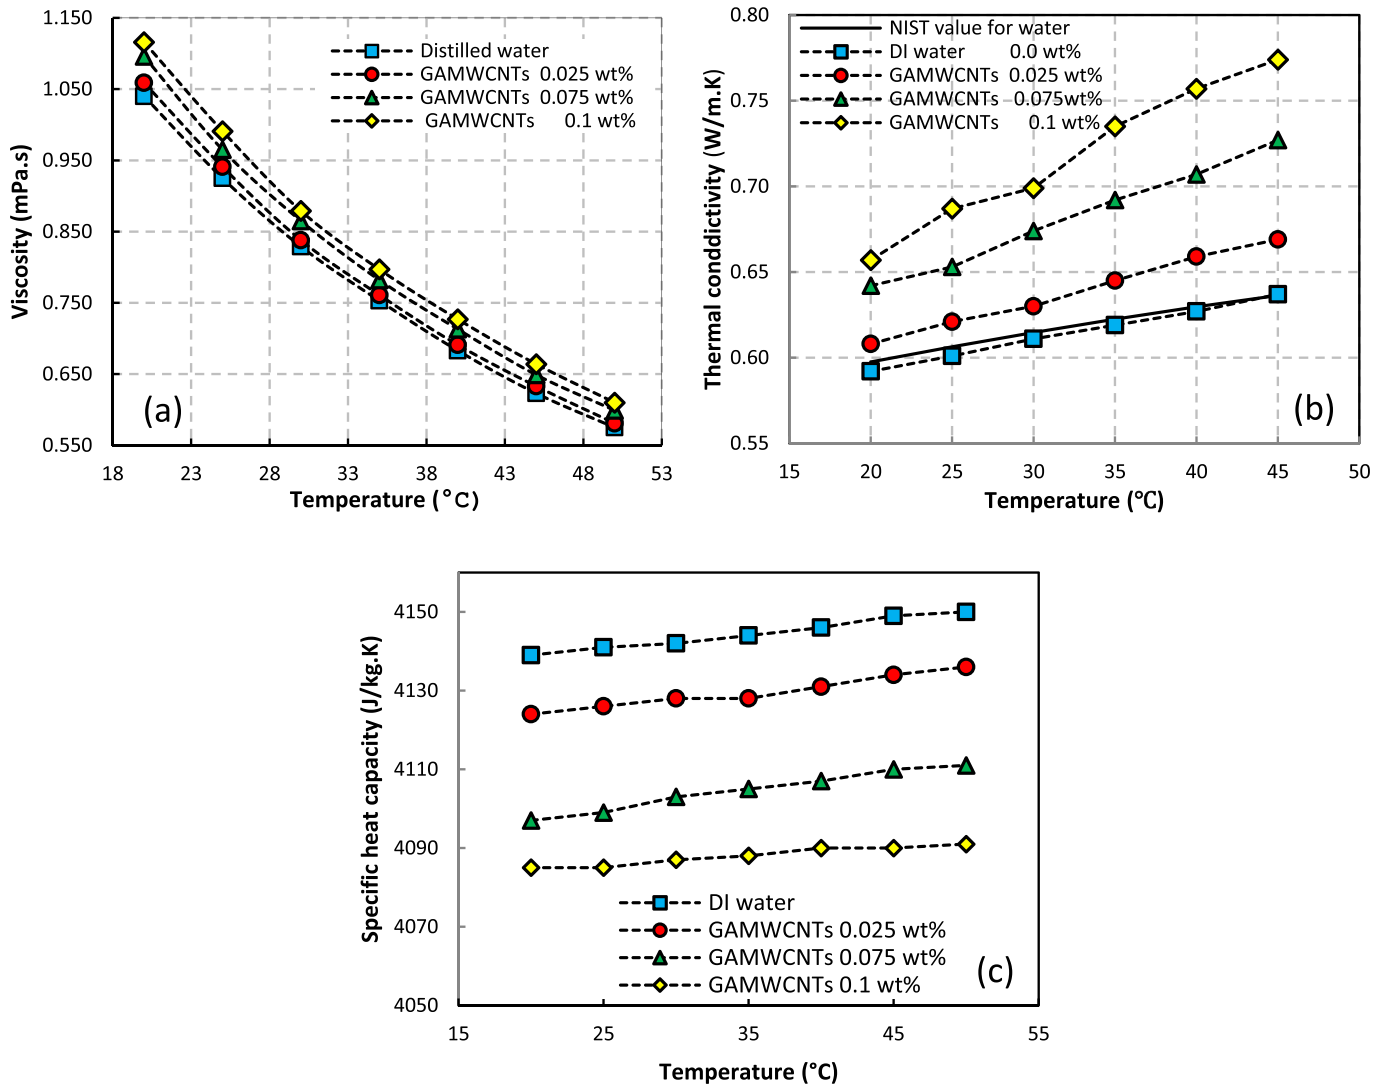 1.150
1.050
0.950
0.850
0.750
0.650
0.550
Viscosity (mPa.s)
Distilled water
GAMWCNTs 0.025 wt%
GAMWCNTs 0.075 wt%
GAMWCNTs 0.1 wt%
(a)
18 23 28 33 38 43 48 53
Temperature (°C)
0.80
0.75
0.70
0.65
0.60
0.55
Thermal conddictivity (W/m.K)
NIST value for water
DI water 0.0 wt%
GAMWCNTs 0.025 wt%
GAMWCNTs 0.075wt%
GAMWCNTs 0.1 wt%
(b)
15 20 25 30 35 40 45 50
Temperature (℃)
4150
4130
4110
4090
4070
4050
Specific heat capacity (J/kg.K)
DI water
GAMWCNTs 0.025 wt%
GAMWCNTs 0.075 wt%
GAMWCNTs 0.1 wt%
(c)
15 25 35 45 55
Temperature (°C)